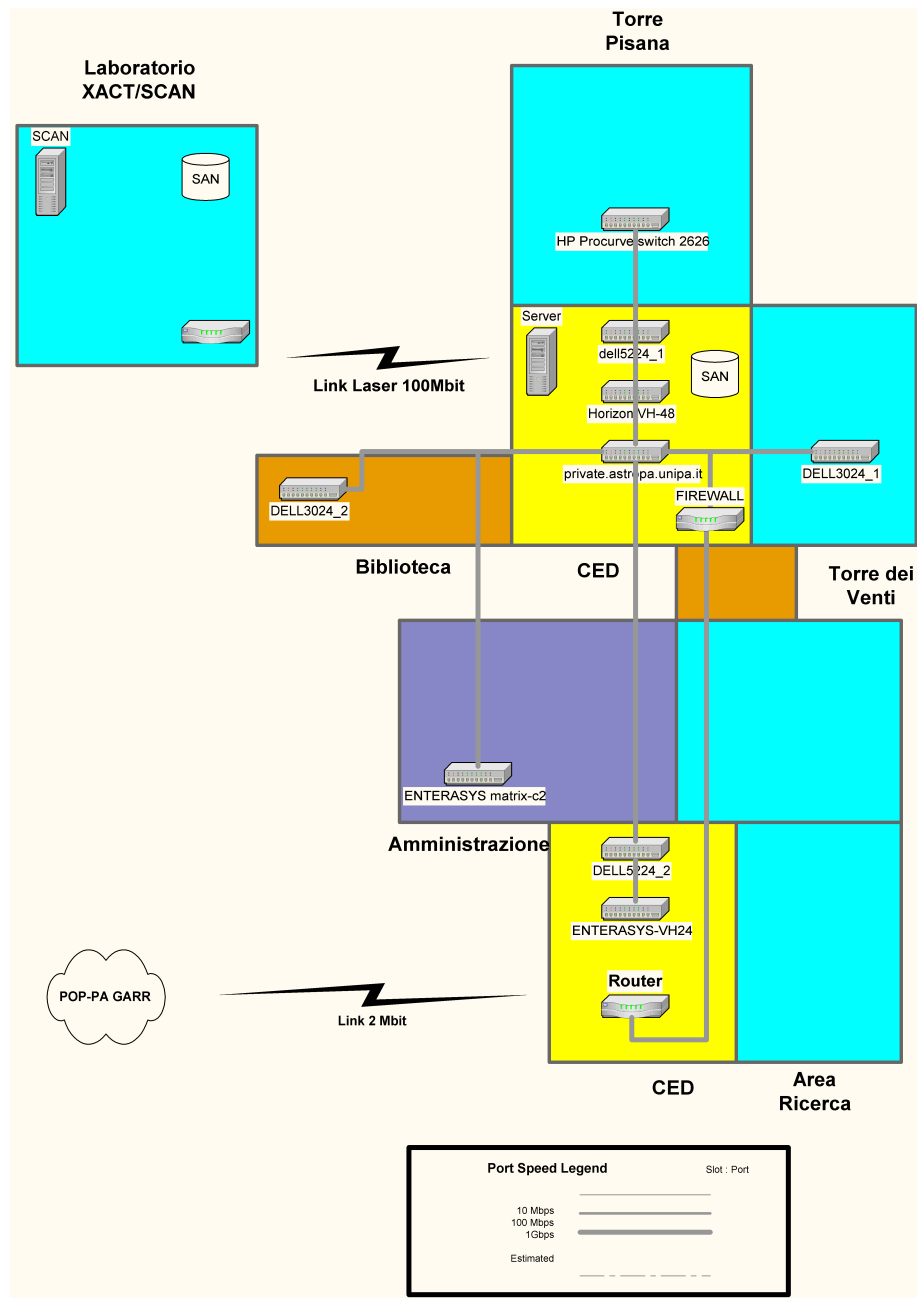 Torre
Pisana
Laboratorio
XACT/SCAN
SCAN
SAN
HP Procurve switch 2626
Server
dell5224_1
SAN
Link Laser 100Mbit
Horizon VH-48
private.astropa.unipa.it
DELL3024_1
DELL3024_2
FIREWALL
Biblioteca
CED
Torre dei
Venti
ENTERASYS matrix-c2
Amministrazione
DELL5224_2
ENTERASYS-VH24
Router
POP-PA GARR
Link 2 Mbit
CED
Area
Ricerca
Port Speed Legend
Slot : Port
10 Mbps
100 Mbps
1Gbps
Estimated